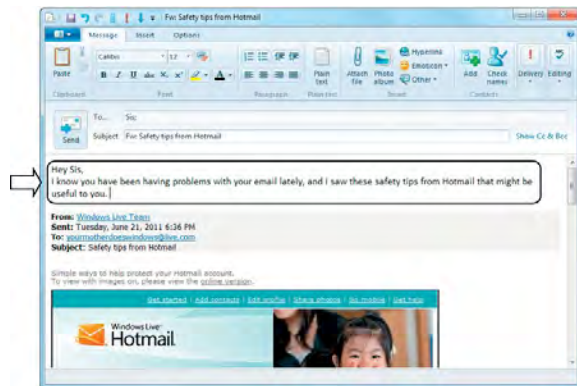 Fw: Safety tips from Hotmail
Message Insert Options
Calibri 12
Paste
B I U abc X₂ x² A
Plain text
Attach file
Photo album
Hyperlink
Emoticon
Other
Add
Check names
Delivery
Editing
Clipboard Font Paragraph Plain text Insert Contacts
Send
To... Sis;
Subject Fw: Safety tips from Hotmail
Show Cc & Bcc
Hey Sis,
I know you have been having problems with your email lately, and I saw these safety tips from Hotmail that might be
useful to you.
From: Windows Live Team
Sent: Tuesday, June 21, 2011 6:36 PM
To: yourmotherdoeswindows@live.com
Subject: Safety tips from Hotmail
Simple ways to help protect your Hotmail account.
To view with images on, please view the online version.
Get started | Add contacts | Edit profile | Share photos | Go mobile | Get help
Windows Live™
Hotmail